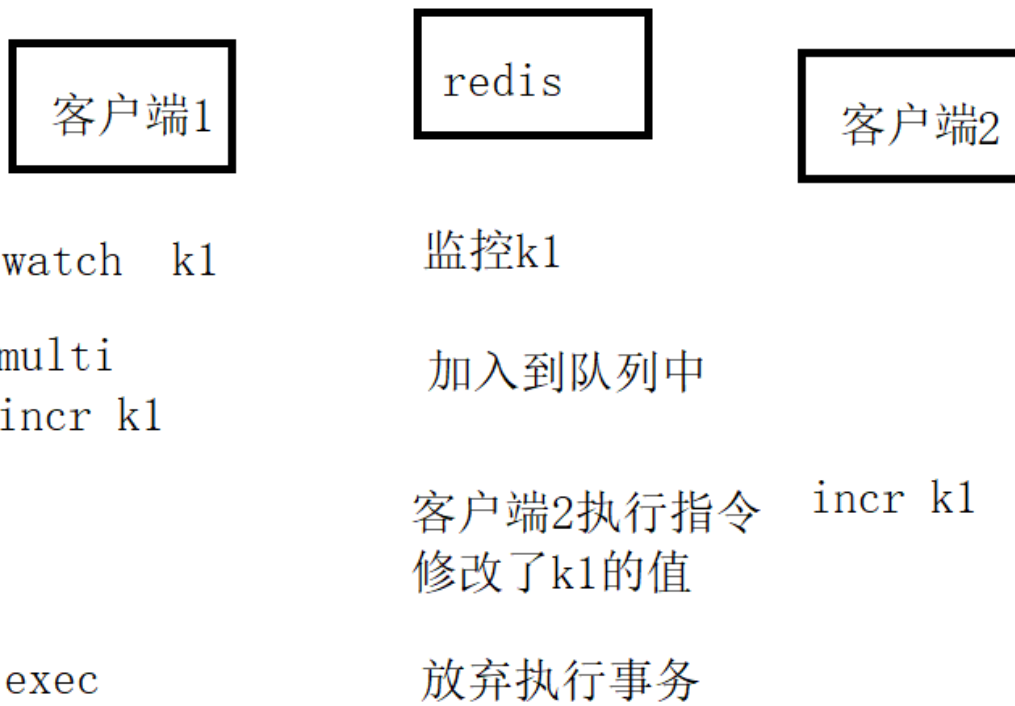 客户端1
redis
客户端2
watch k1
监控k1
multi
incr k1
加入到队列中
客户端2执行指令
修改了k1的值
incr k1
exec
放弃执行事务